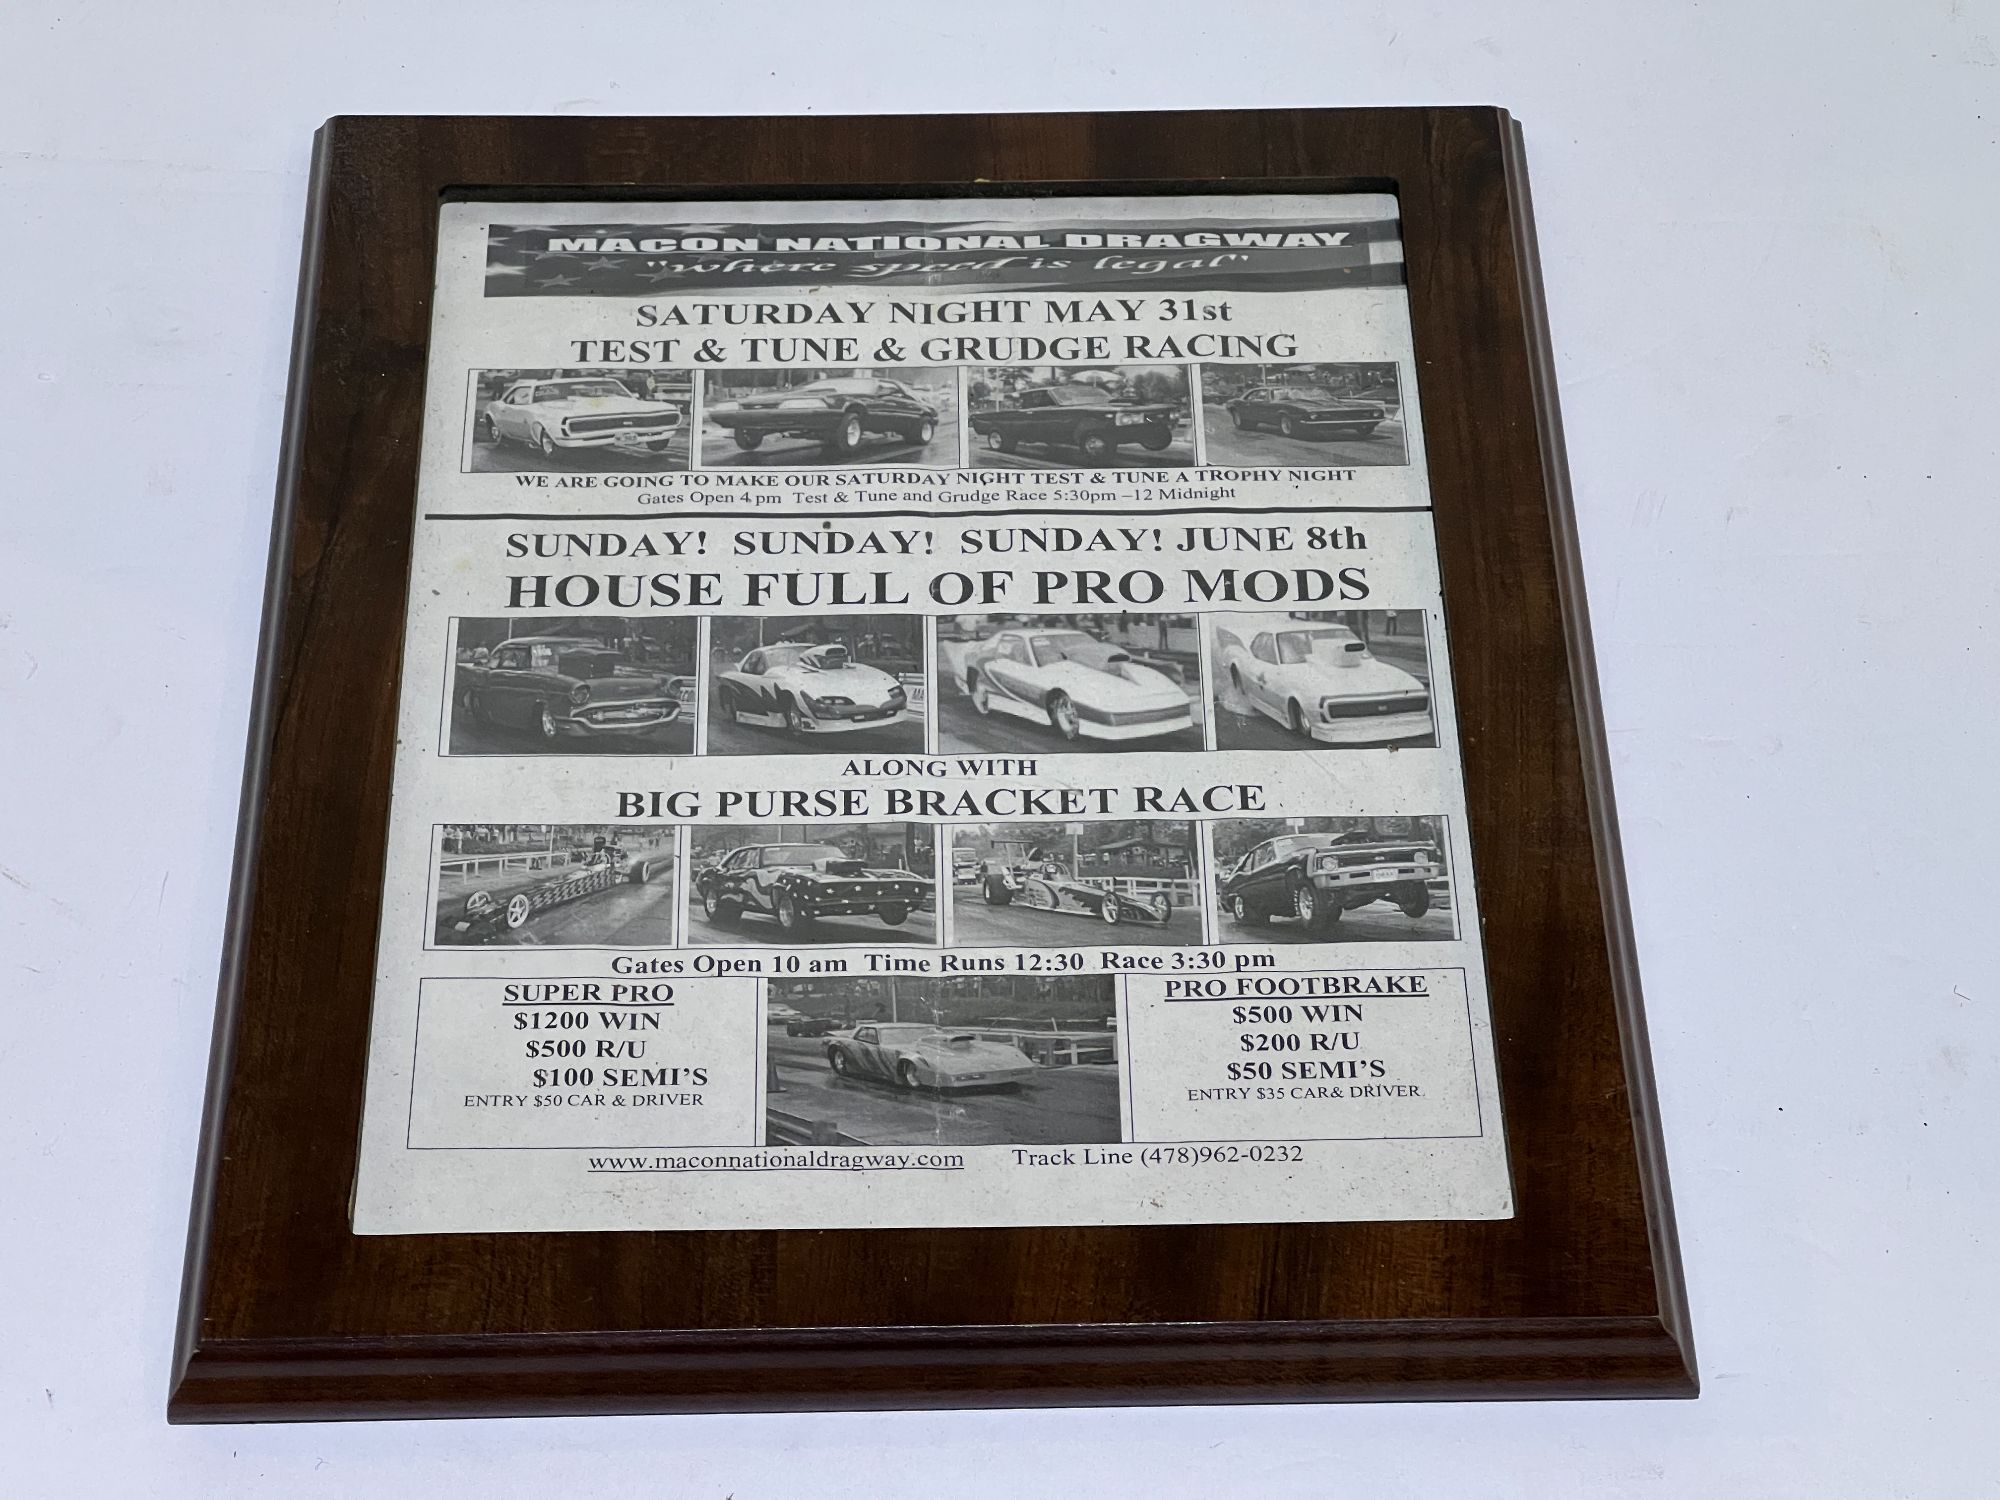 MACON NATIONAL DRAGWAY
"where speed is legal"
SATURDAY NIGHT MAY 31st
TEST & TUNE & GRUDGE RACING
WE ARE GOING TO MAKE OUR SATURDAY NIGHT TEST & TUNE A TROPHY NIGHT
Gates Open 4 pm Test & Tune and Grudge Race 5:30pm –12 Midnight
SUNDAY! SUNDAY! SUNDAY! JUNE 8th
HOUSE FULL OF PRO MODS
ALONG WITH
BIG PURSE BRACKET RACE
Gates Open 10 am Time Runs 12:30 Race 3:30 pm
SUPER PRO
$1200 WIN
$500 R/U
$100 SEMI'S
ENTRY $50 CAR & DRIVER
PRO FOOTBRAKE
$500 WIN
$200 R/U
$50 SEMI'S
ENTRY $35 CAR& DRIVER
www.maconnationaldragway.com Track Line (478)962-0232